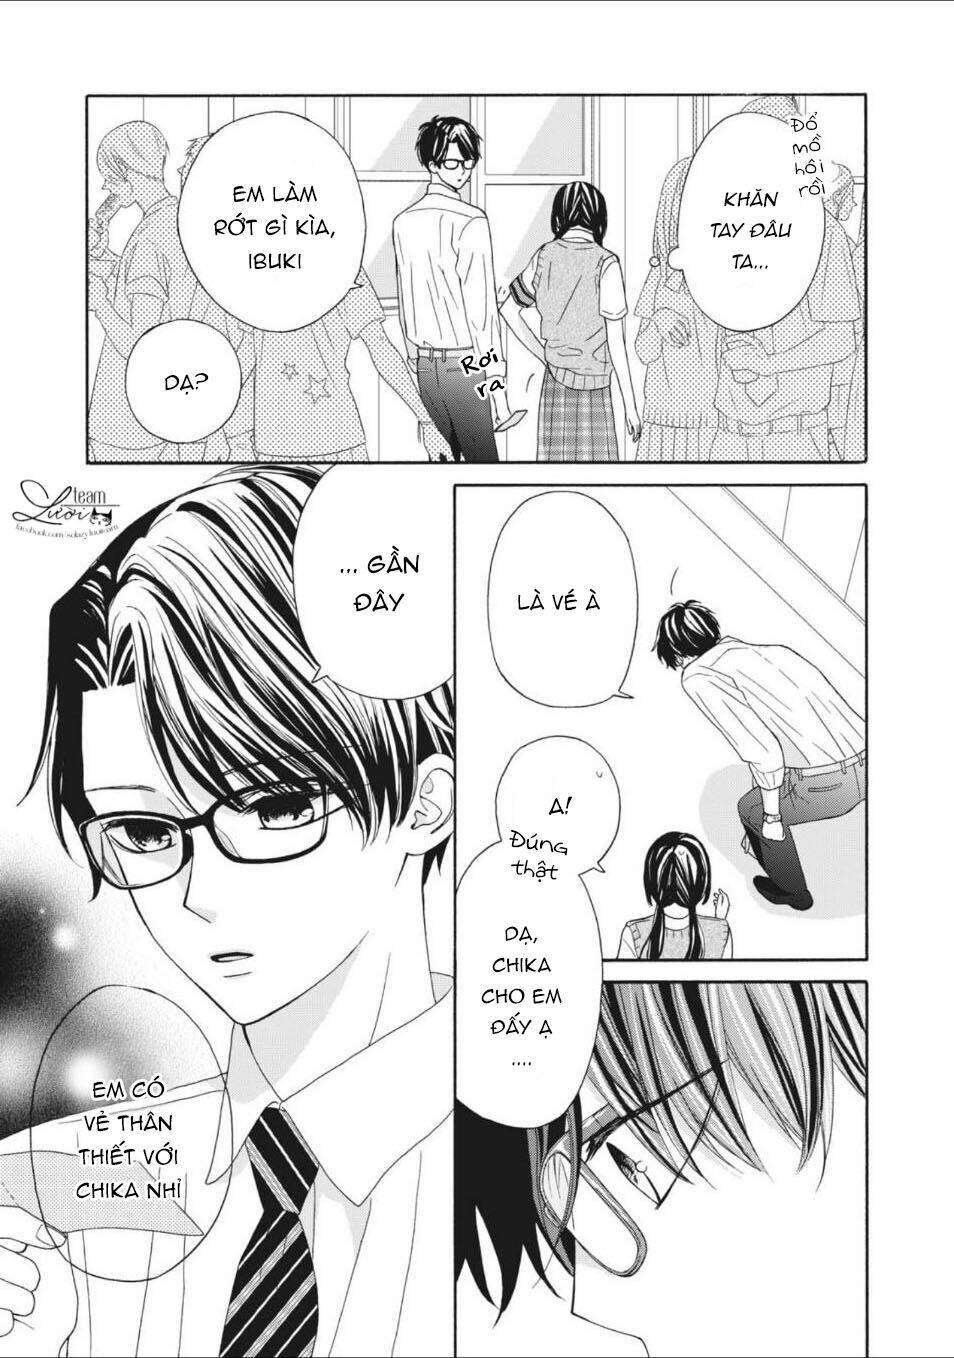 Đổ
mồ
hôi
rồi
KHĂN
TAY ĐÂU
TA...
EM LÀM
RỚT GÌ KÌA,
IBUKI
DẠ?
Rơi
ra
LÀ VÉ À
A!
Đúng
thật
DẠ,
CHIKA
CHO EM
ĐẤY Ạ
....
... GẦN
ĐÂY
EM CÓ
VẺ THÂN
THIẾT VỚI
CHIKA NHỈ
team
Lười